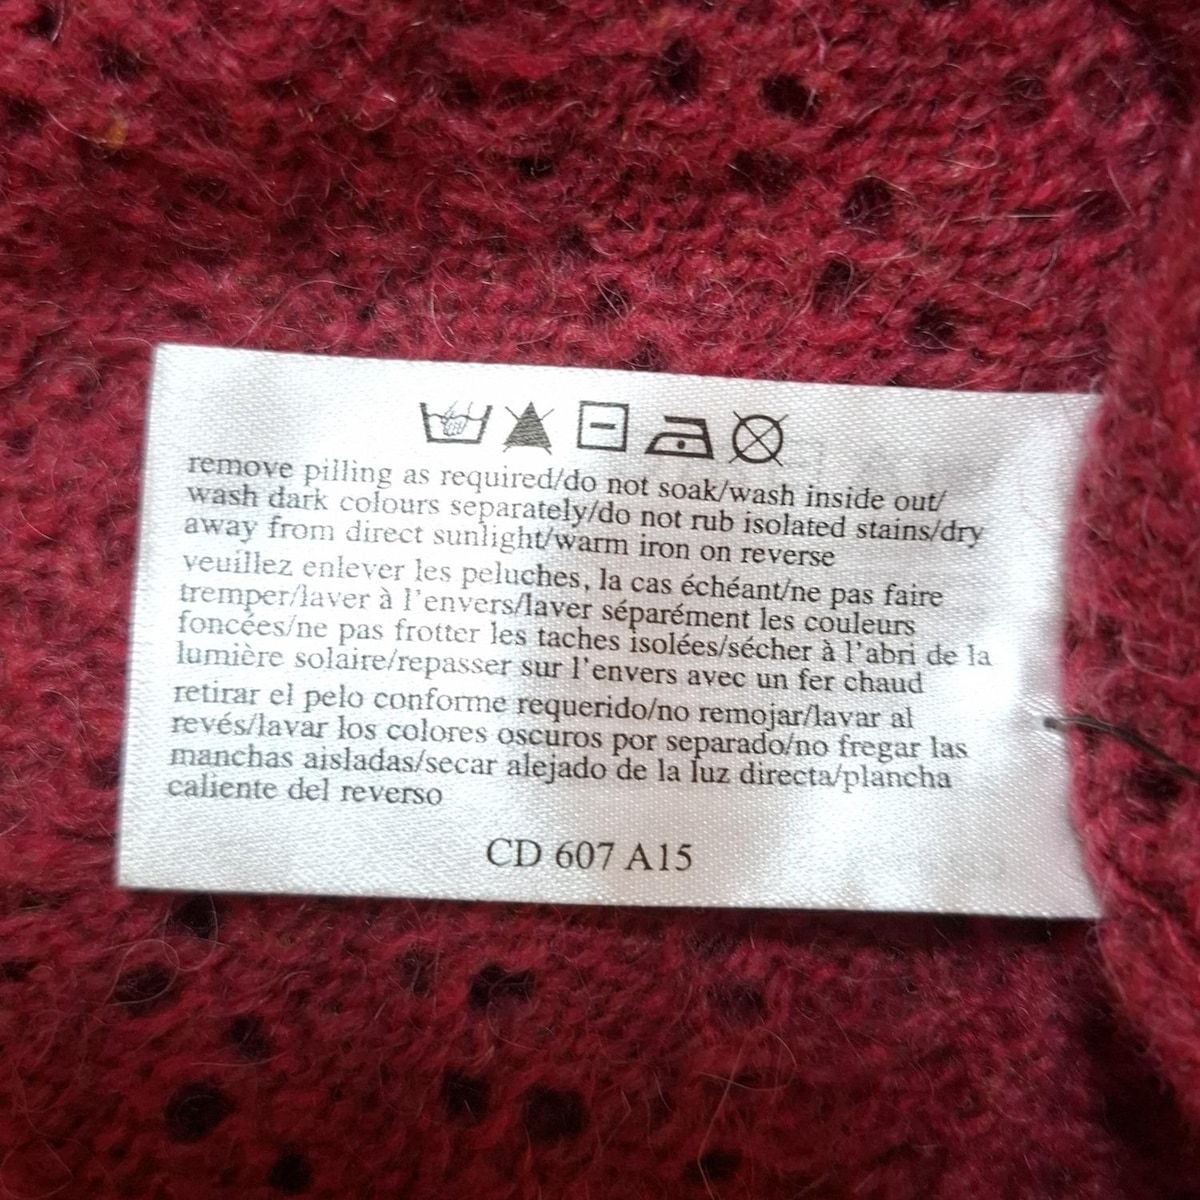 remove pilling as required/do not soak/wash inside out/
wash dark colours separately/do not rub isolated stains/dry
away from direct sunlight/warm iron on reverse
veuillez enlever les peluches, la cas échéant/ne pas faire
tremper/laver à l'envers/laver séparément les couleurs
foncées/ne pas frotter les taches isolées/sécher à l'abri de la
lumière solaire/repasser sur l'envers avec un fer chaud
retirar el pelo conforme requerido/no remojar/lavar al
revés/lavar los colores oscuros por separado/no fregar las
manchas aisladas/secar alejado de la luz directa/plancha
caliente del reverso
CD 607 A15